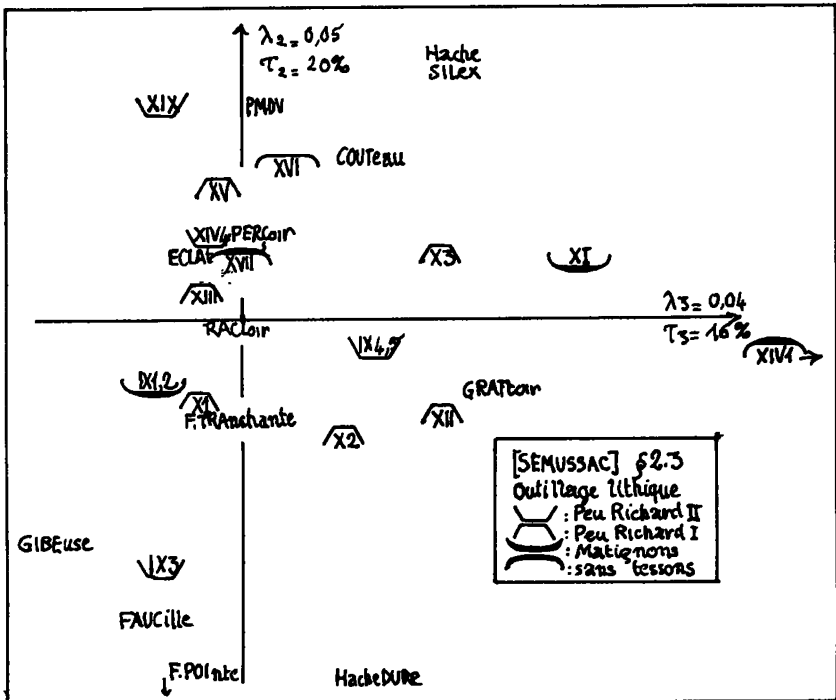 λ2 = 0,05
τ2 = 20%
Hache
SILex
XIX
PMDV
XVI
COUTeau
XV
XIV4
PERCoir
ECLAt
XVII
X3
XI
XIII
λ3 = 0,04
τ3 = 16%
RACLoir
IX4,5
XIV1
IX1,2
X1
F.TRAnchante
GRATtoir
XII
X2
[SEMUSSAC] §2.3
Outillage lithique
: Peu Richard II
: Peu Richard I
: Matignons
: sans tessons
GIBEuse
IX3
FAUCille
F.POInte
HacheDURE